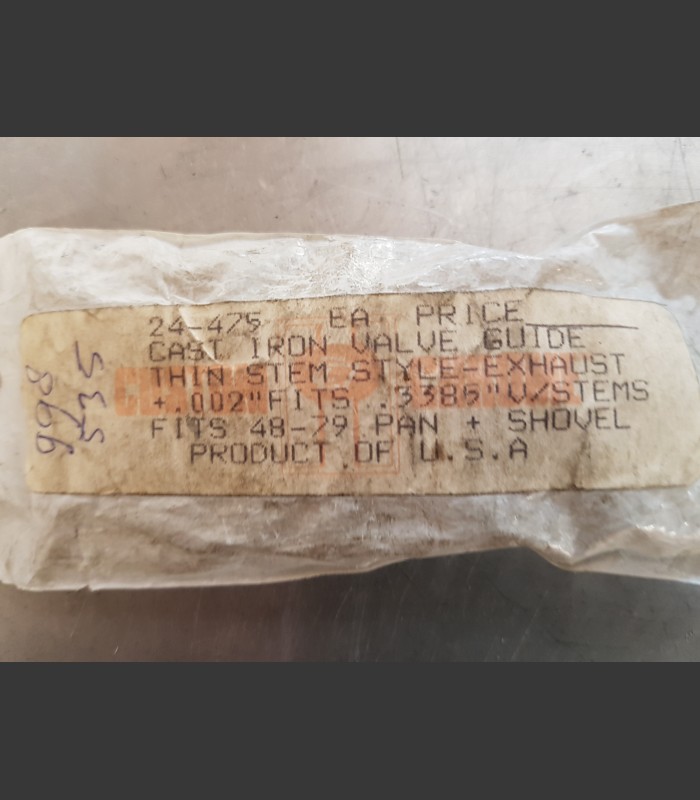 24-475 EA. PRICE
CAST IRON VALVE GUIDE
THIN STEM STYLE-EXHAUST
+.002"FITS .3386"V/STEMS
FITS 48-79 PAN + SHOVEL
PRODUCT OF U.S.A
998
535